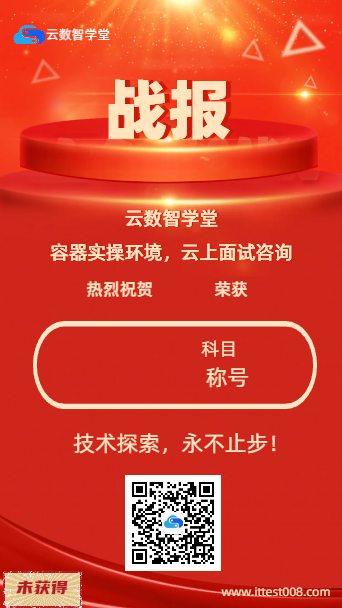 云数智学堂
战报
云数智学堂
容器实操环境，云上面试咨询
热烈祝贺 荣获
科目
称号
技术探索，永不止步！
未获得
www.ittest008.com